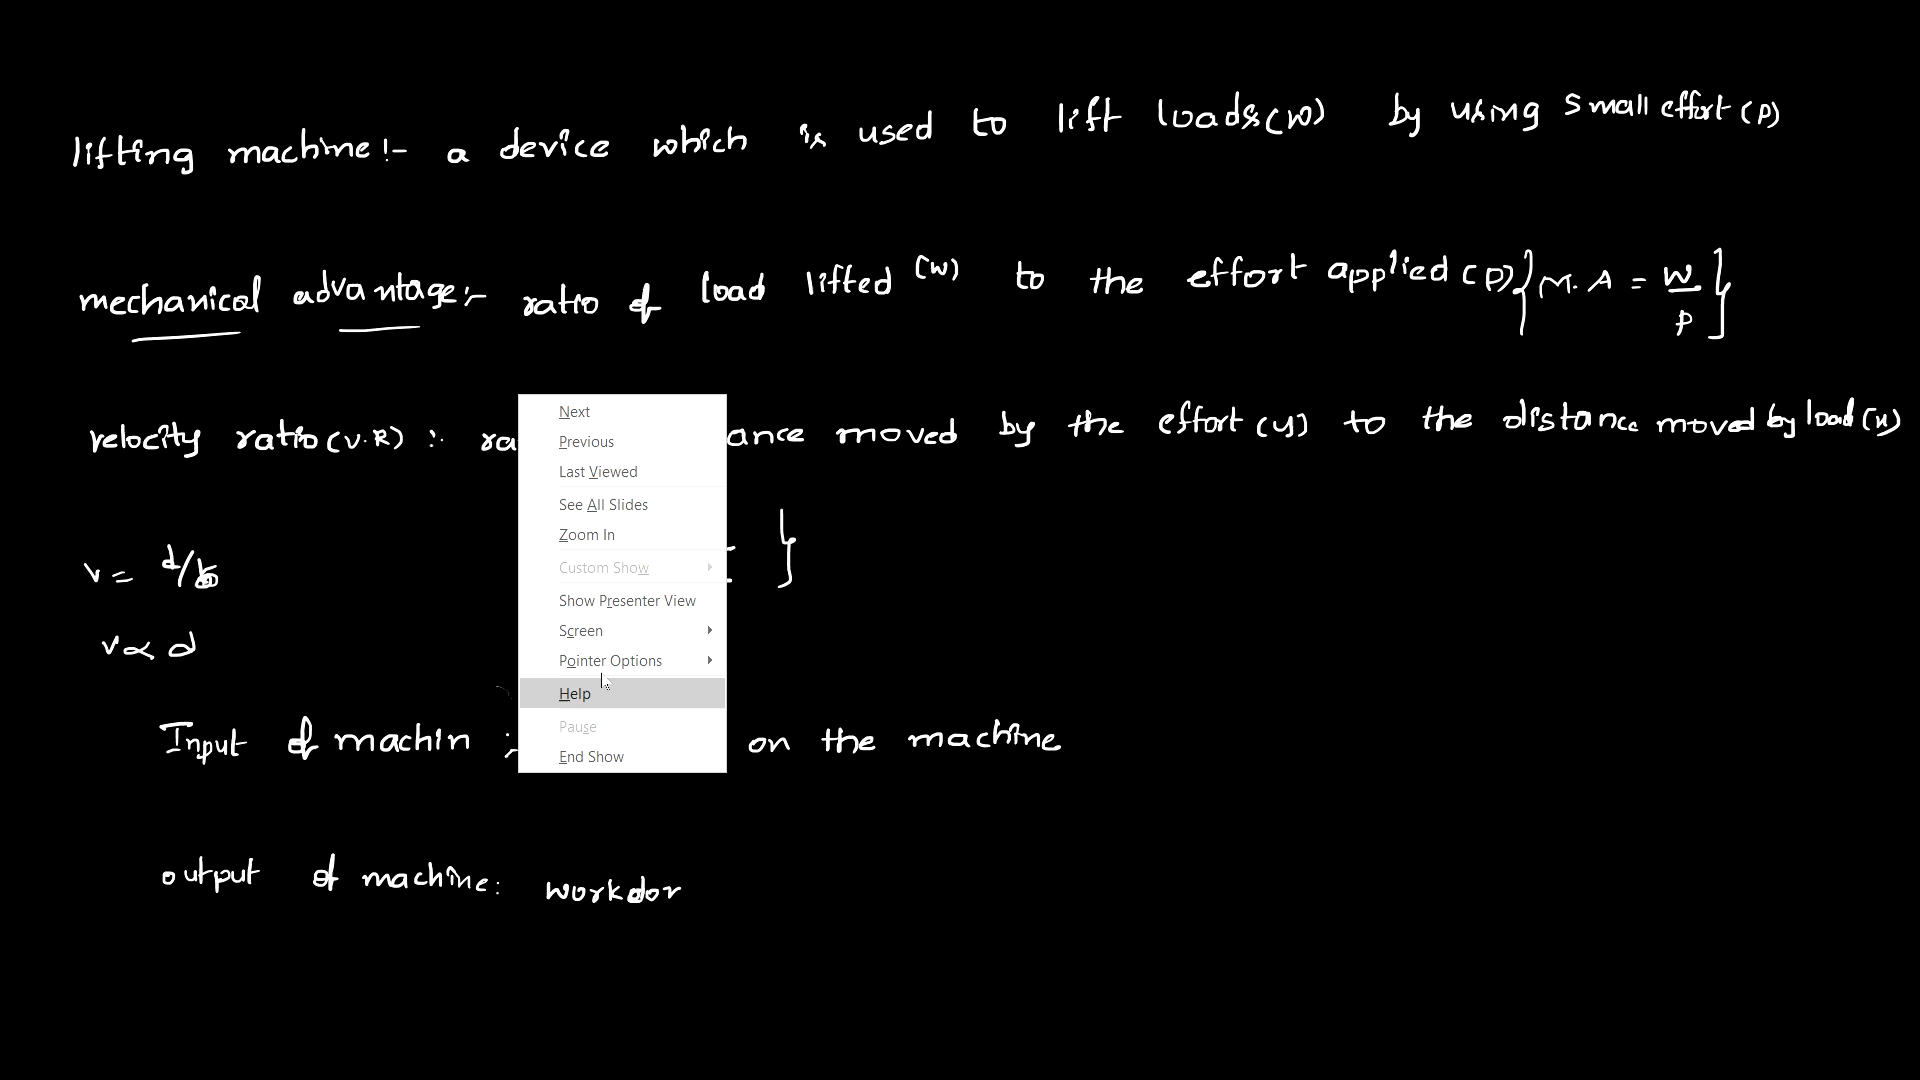 lifting machine:- a device which is used to lift loads(W) by using small effort (P)
mechanical advantage:- ratio of load lifted (W) to the effort applied (P) { M.A = W/P }
velocity ratio (V.R) :- ance moved by the effort (y) to the distance moved by load (x)
Next
Previous
Last Viewed
See All Slides
Zoom In
Custom Show
Show Presenter View
Screen
Pointer Options
Help
Pause
End Show
}
v = d/t
v ∝ d
Input of machin :- on the machine
output of machine: workdor